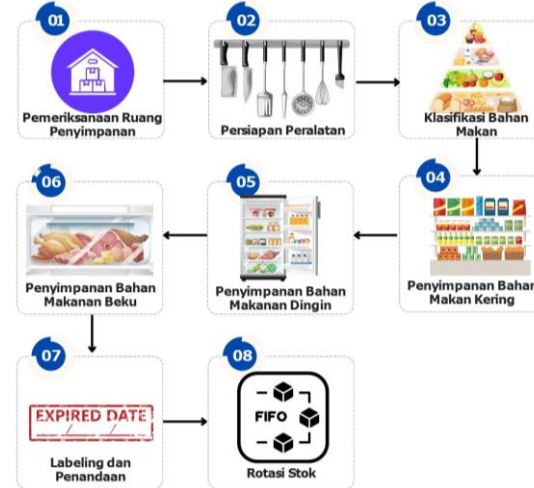 01
Pemeriksanaan Ruang
Penyimpanan
02
Persiapan Peralatan
03
Klasifikasi Bahan
Makan
04
Penyimpanan Bahan
Makan Kering
05
Penyimpanan Bahan
Makanan Dingin
06
Penyimpanan Bahan
Makanan Beku
07
EXPIRED DATE
Labeling dan
Penandaan
08
FIFO
Rotasi Stok